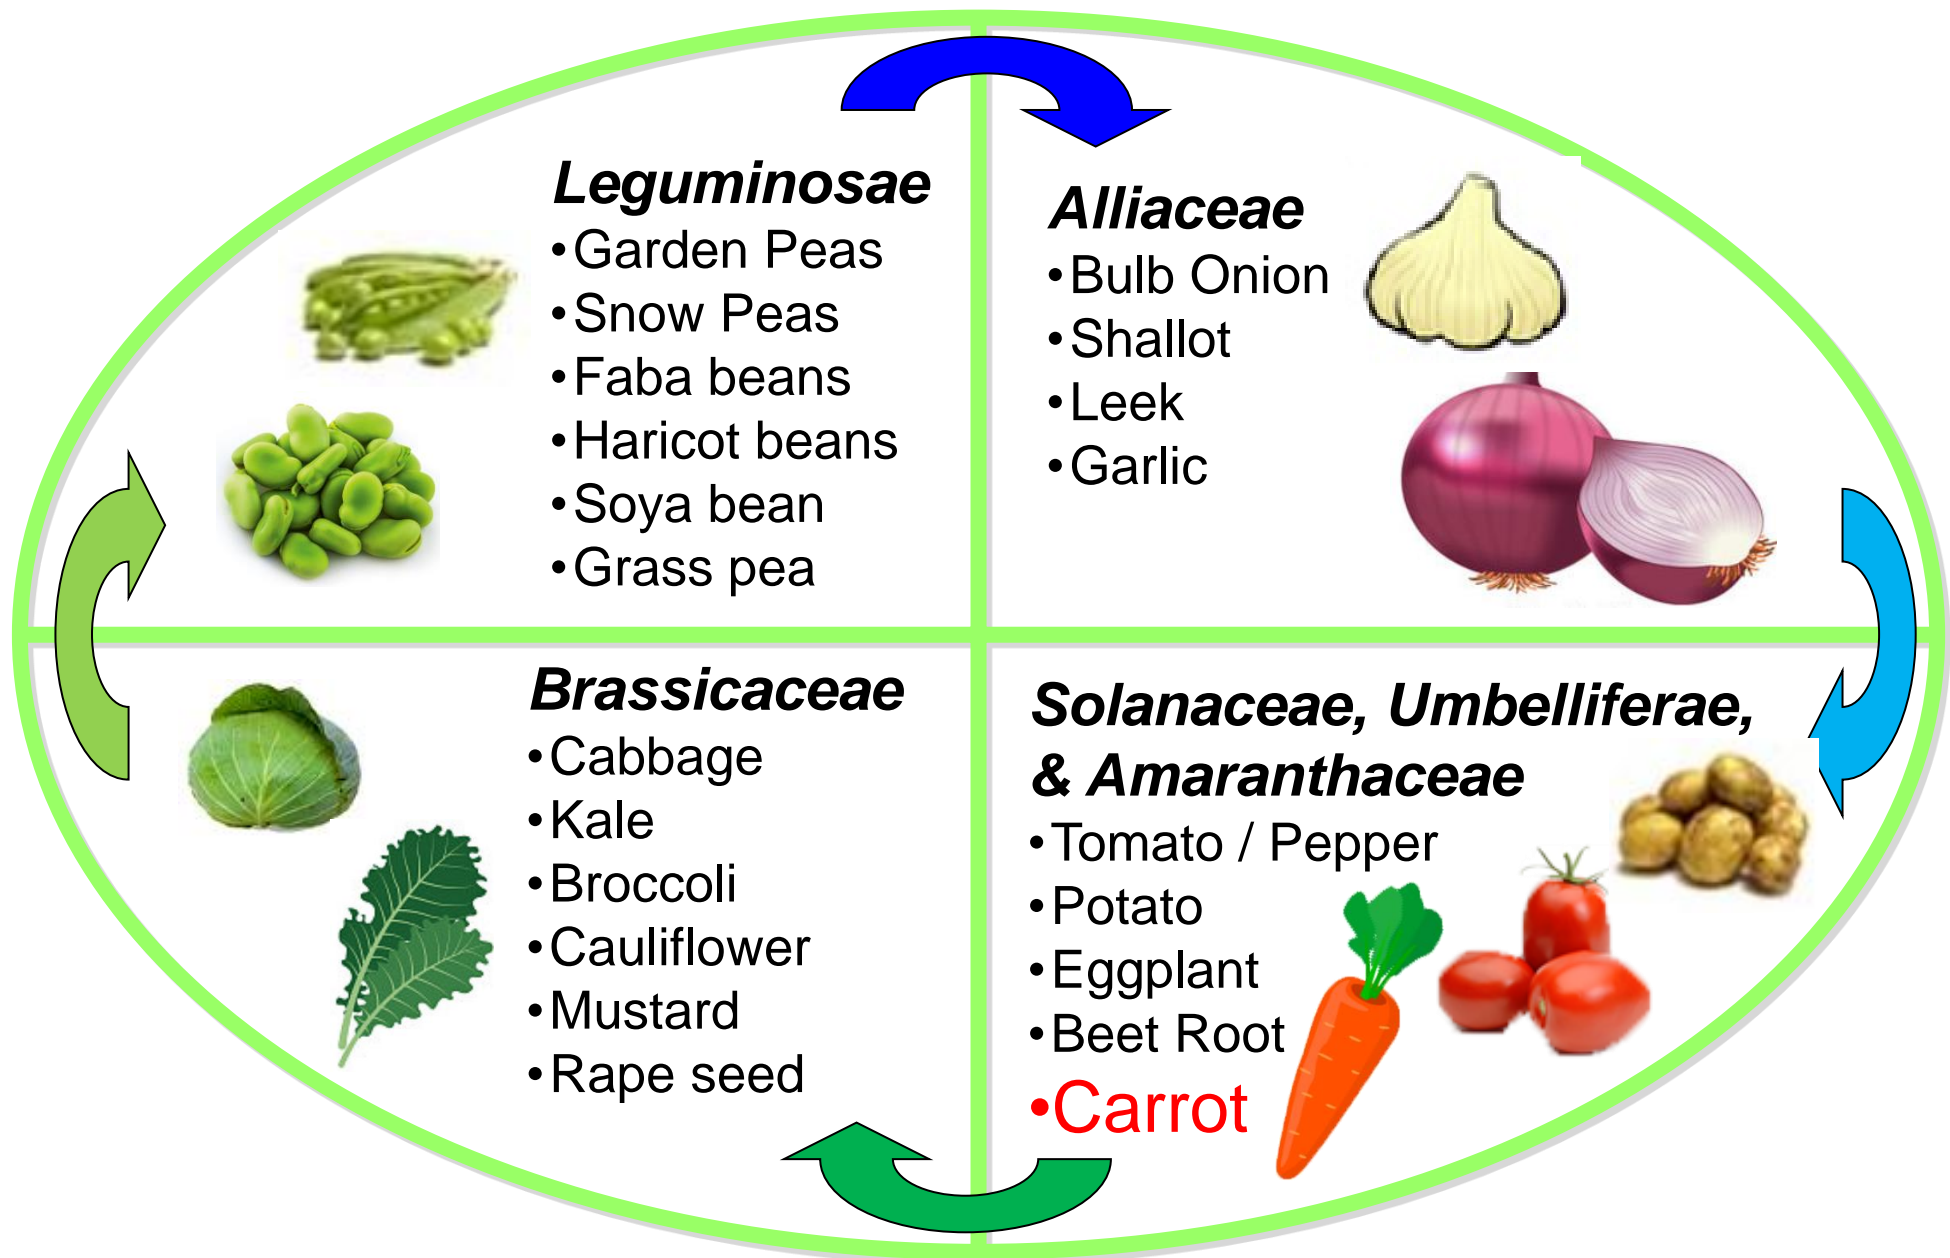 Leguminosae
•Garden Peas
•Snow Peas
•Faba beans
•Haricot beans
•Soya bean
•Grass pea
Alliaceae
•Bulb Onion
•Shallot
•Leek
•Garlic
Brassicaceae
•Cabbage
•Kale
•Broccoli
•Cauliflower
•Mustard
•Rape seed
Solanaceae, Umbelliferae,
& Amaranthaceae
•Tomato / Pepper
•Potato
•Eggplant
•Beet Root
•Carrot